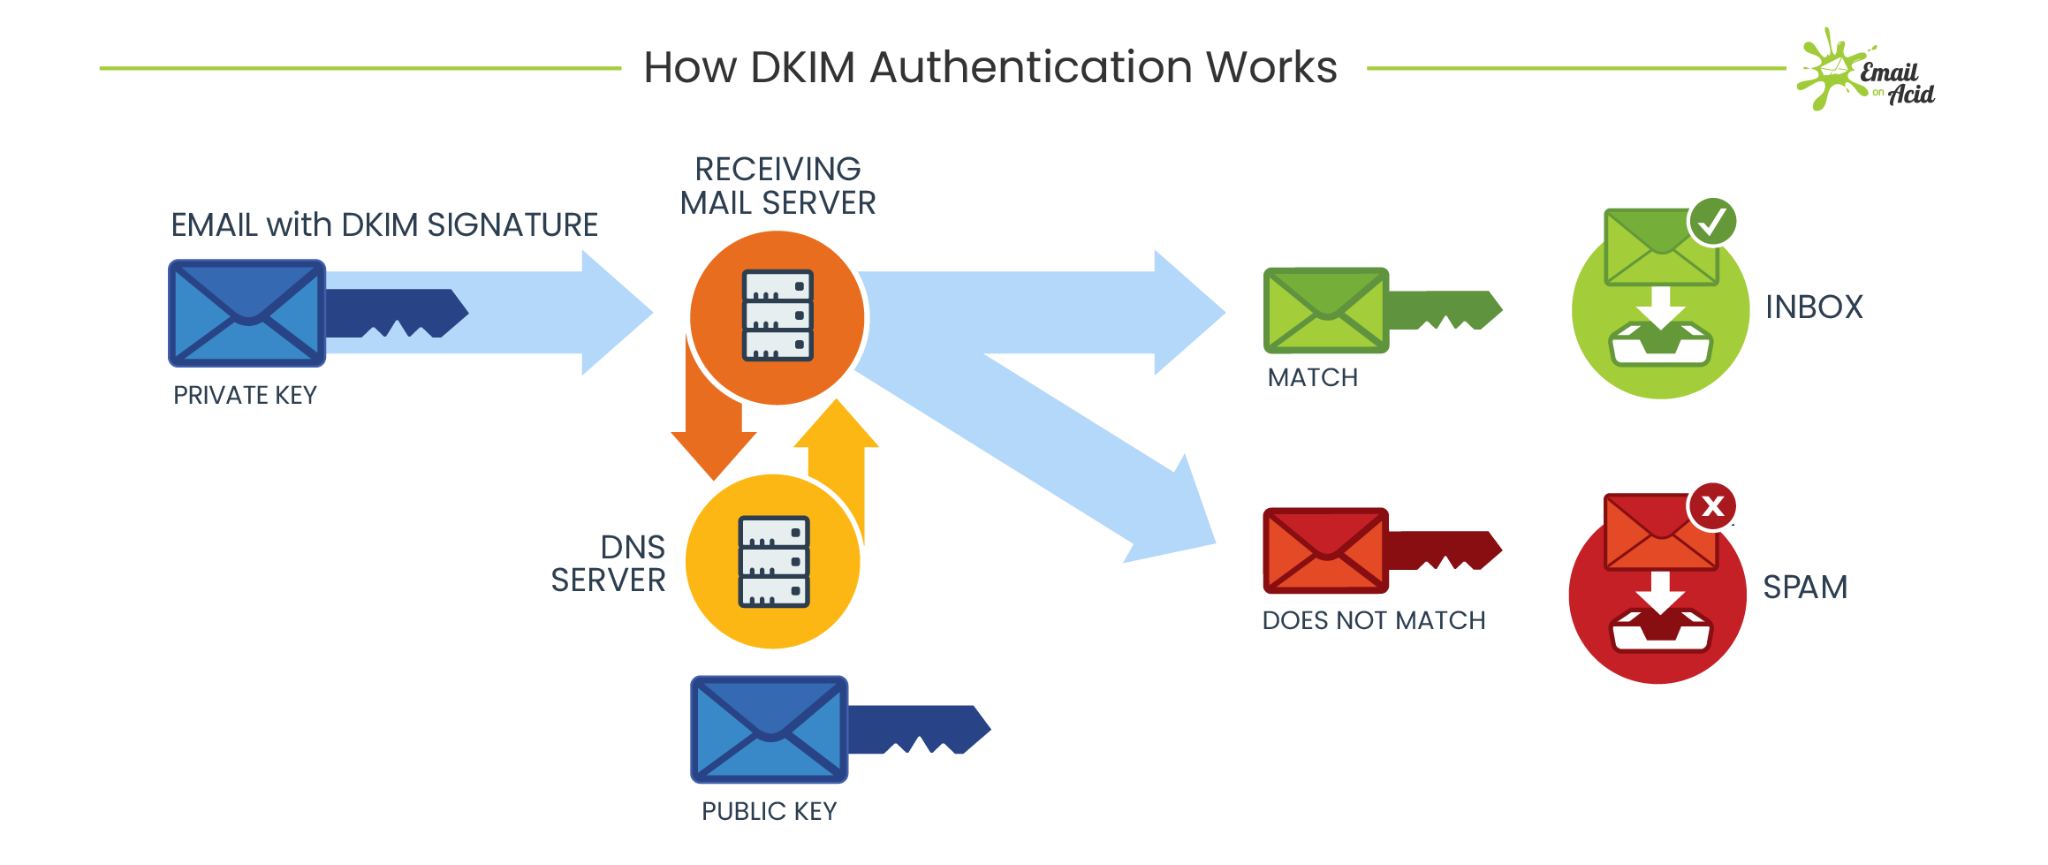 How DKIM Authentication Works
Email
on Acid
EMAIL with DKIM SIGNATURE
PRIVATE KEY
RECEIVING
MAIL SERVER
DNS
SERVER
PUBLIC KEY
MATCH
INBOX
DOES NOT MATCH
SPAM